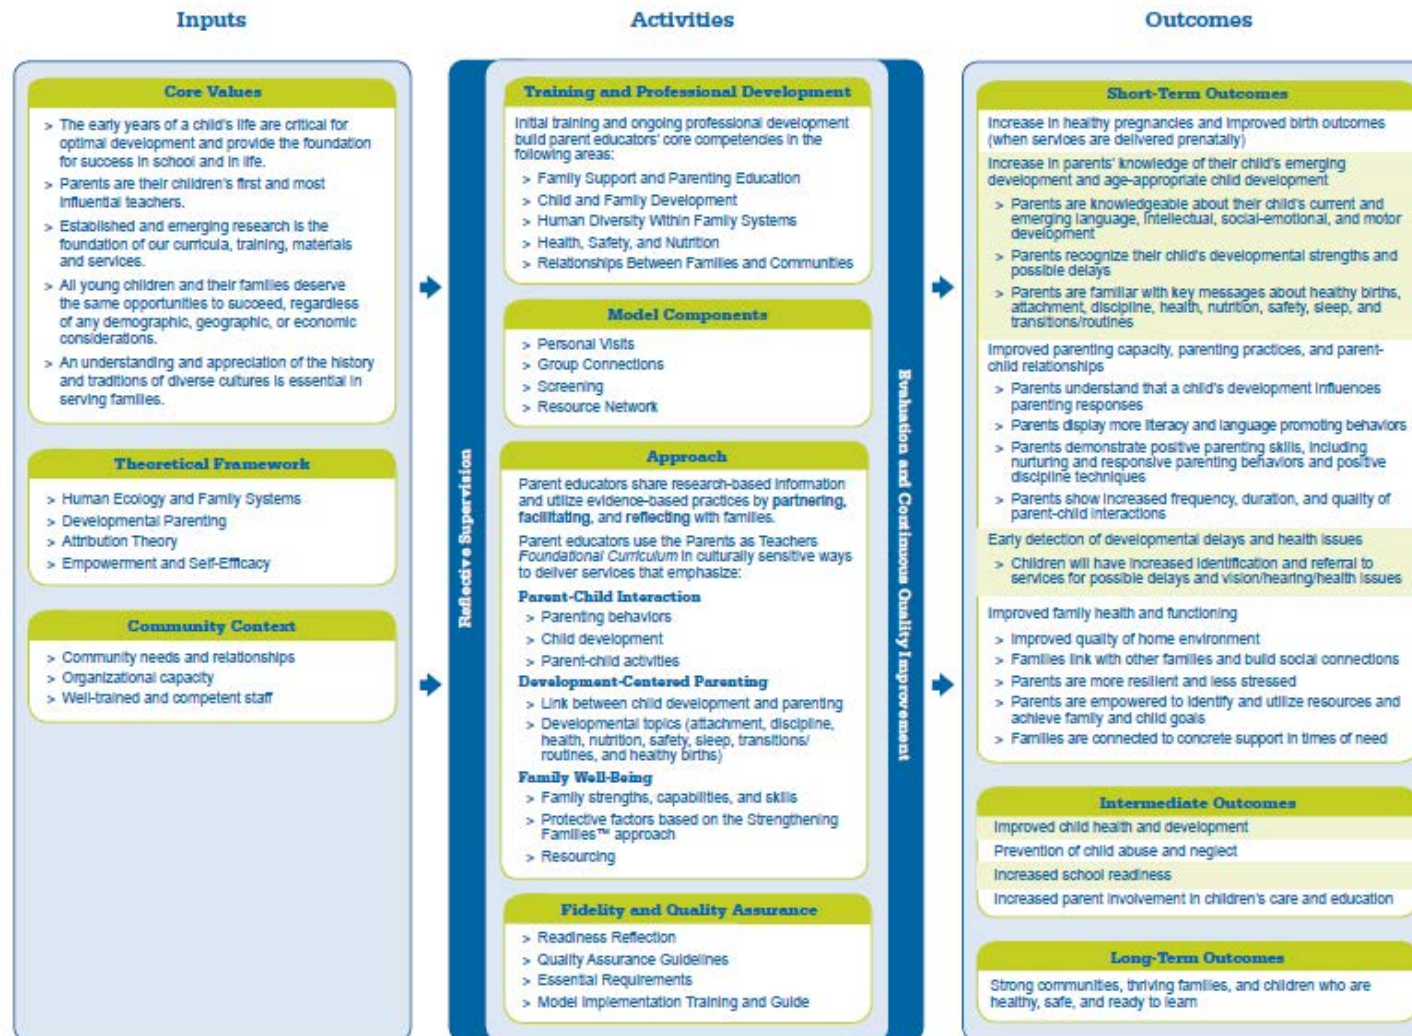 Inputs
Core Values
> The early years of a child's life are critical for
optimal development and provide the foundation
for success in school and in life.
> Parents are their children's first and most
influential teachers.
> Established and emerging research is the
foundation of our curricula, training, materials
and services.
> All young children and their families deserve
the same opportunities to succeed, regardless
of any demographic, geographic, or economic
considerations.
> An understanding and appreciation of the history
and traditions of diverse cultures is essential in
serving families.
Theoretical Framework
> Human Ecology and Family Systems
> Developmental Parenting
> Attribution Theory
> Empowerment and Self-Efficacy
Community Context
> Community needs and relationships
> Organizational capacity
> Well-trained and competent staff
Activities
Reflective Supervision
Training and Professional Development
Initial training and ongoing professional development
build parent educators' core competencies in the
following areas:
> Family Support and Parenting Education
> Child and Family Development
> Human Diversity Within Family Systems
> Health, Safety, and Nutrition
> Relationships Between Families and Communities
Model Components
> Personal Visits
> Group Connections
> Screening
> Resource Network
Approach
Parent educators share research-based information
and utilize evidence-based practices by partnering,
facilitating, and reflecting with families.
Parent educators use the Parents as Teachers
Foundational Curriculum in culturally sensitive ways
to deliver services that emphasize:
Parent-Child Interaction
> Parenting behaviors
> Child development
> Parent-child activities
Development-Centered Parenting
> Link between child development and parenting
> Developmental topics (attachment, discipline,
health, nutrition, safety, sleep, transitions/
routines, and healthy births)
Family Well-Being
> Family strengths, capabilities, and skills
> Protective factors based on the Strengthening
Families™ approach
> Resourcing
Fidelity and Quality Assurance
> Readiness Reflection
> Quality Assurance Guidelines
> Essential Requirements
> Model Implementation Training and Guide
Evaluation and Continuous Quality Improvement
Outcomes
Short-Term Outcomes
Increase in healthy pregnancies and improved birth outcomes
(when services are delivered prenatally)
Increase in parents' knowledge of their child's emerging
development and age-appropriate child development
> Parents are knowledgeable about their child's current and
emerging language, intellectual, social-emotional, and motor
development
> Parents recognize their child's developmental strengths and
possible delays
> Parents are familiar with key messages about healthy births,
attachment, discipline, health, nutrition, safety, sleep, and
transitions/routines
Improved parenting capacity, parenting practices, and parent-
child relationships
> Parents understand that a child's development influences
parenting responses
> Parents display more literacy and language promoting behaviors
> Parents demonstrate positive parenting skills, including
nurturing and responsive parenting behaviors and positive
discipline techniques
> Parents show increased frequency, duration, and quality of
parent-child interactions
Early detection of developmental delays and health issues
> Children will have increased identification and referral to
services for possible delays and vision/hearing/health issues
Improved family health and functioning
> Improved quality of home environment
> Families link with other families and build social connections
> Parents are more resilient and less stressed
> Parents are empowered to identify and utilize resources and
achieve family and child goals
> Families are connected to concrete support in times of need
Intermediate Outcomes
Improved child health and development
Prevention of child abuse and neglect
Increased school readiness
Increased parent involvement in children's care and education
Long-Term Outcomes
Strong communities, thriving families, and children who are
healthy, safe, and ready to learn